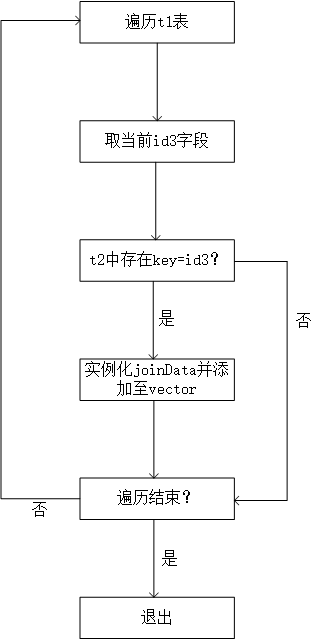 遍历t1表
取当前id3字段
t2中存在key=id3?
是
否
实例化joinData并添
加至vector
遍历结束?
否
是
退出